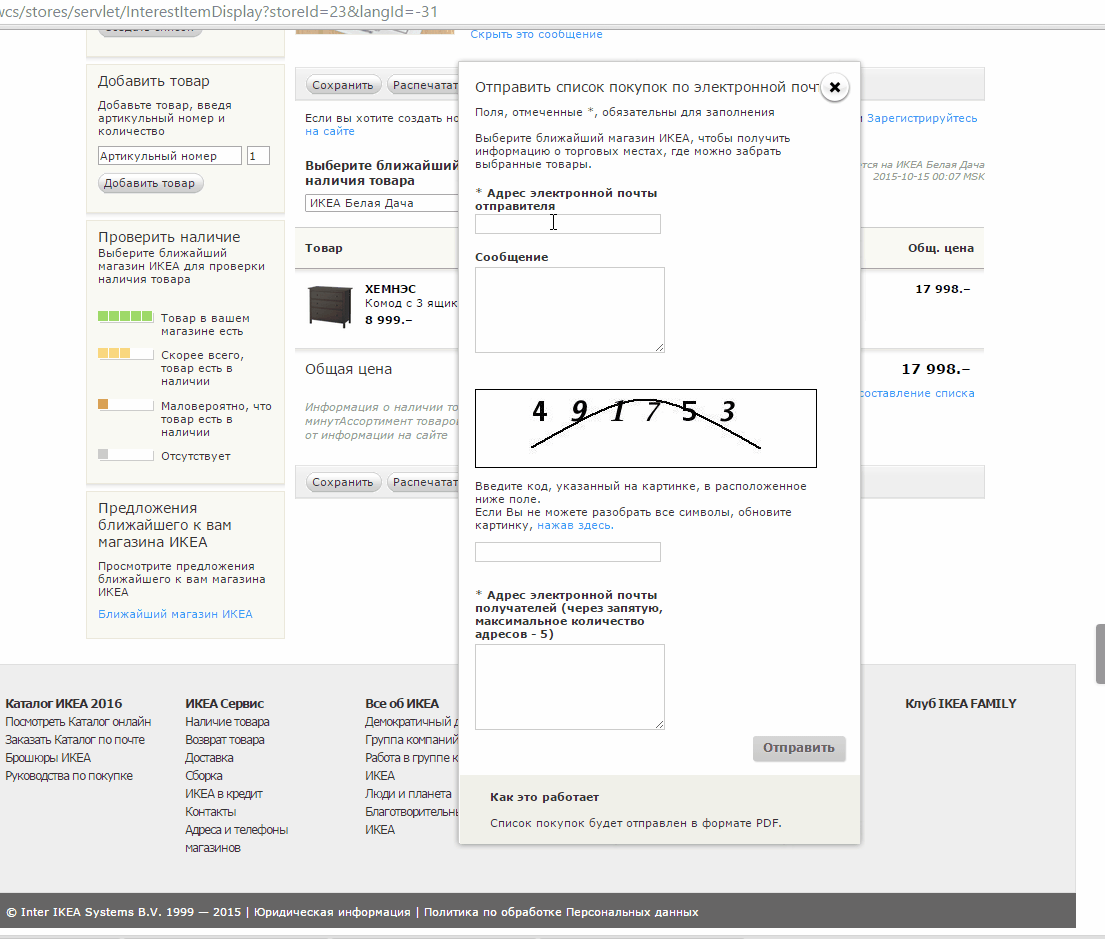 wcs/stores/servlet/InterestItemDisplay?storeId=23&langId=-31
Создать список
Скрыть это сообщение
Добавить товар
Добавьте товар, введя
артикульный номер и
количество
Артикульный номер 1
Добавить товар
Проверить наличие
Выберите ближайший
магазин ИКЕА для проверки
наличия товара
Товар в вашем
магазине есть
Скорее всего,
товар есть в
наличии
Маловероятно, что
товар есть в
наличии
Отсутствует
Предложения
ближайшего к вам
магазина ИКЕА
Просмотрите предложения
ближайшего к вам магазина
ИКЕА
Ближайший магазин ИКЕА
Сохранить Распечатат
Если вы хотите создать но
на сайте
и Зарегистрируйтесь
Выберите ближайший
наличия товара
ИКЕА Белая Дача
ется на ИКЕА Белая Дача
2015-10-15 00:07 MSK
Товар Общ. цена
ХЕМНЭС 17 998.–
Комод с 3 ящик
8 999.–
Общая цена 17 998.–
составление списка
Информация о наличии то
минутАссортимент товаро
от информации на сайте
Сохранить Распечатат
Отправить список покупок по электронной почт
Поля, отмеченные *, обязательны для заполнения
Выберите ближайший магазин ИКЕА, чтобы получить
информацию о торговых местах, где можно забрать
выбранные товары.
* Адрес электронной почты
отправителя
Сообщение
4 9 1 7 5 3
Введите код, указанный на картинке, в расположенное
ниже поле.
Если Вы не можете разобрать все символы, обновите
картинку, нажав здесь.
* Адрес электронной почты
получателей (через запятую,
максимальное количество
адресов - 5)
Отправить
Как это работает
Список покупок будет отправлен в формате PDF.
Каталог ИКЕА 2016
Посмотреть Каталог онлайн
Заказать Каталог по почте
Брошюры ИКЕА
Руководства по покупке
ИКЕА Сервис
Наличие товара
Возврат товара
Доставка
Сборка
ИКЕА в кредит
Контакты
Адреса и телефоны
магазинов
Все об ИКЕА
Демократичный д
Группа компаний
Работа в группе к
ИКЕА
Люди и планета
Благотворительн
ИКЕА
Клуб IKEA FAMILY
© Inter IKEA Systems B.V. 1999 — 2015 | Юридическая информация | Политика по обработке Персональных данных